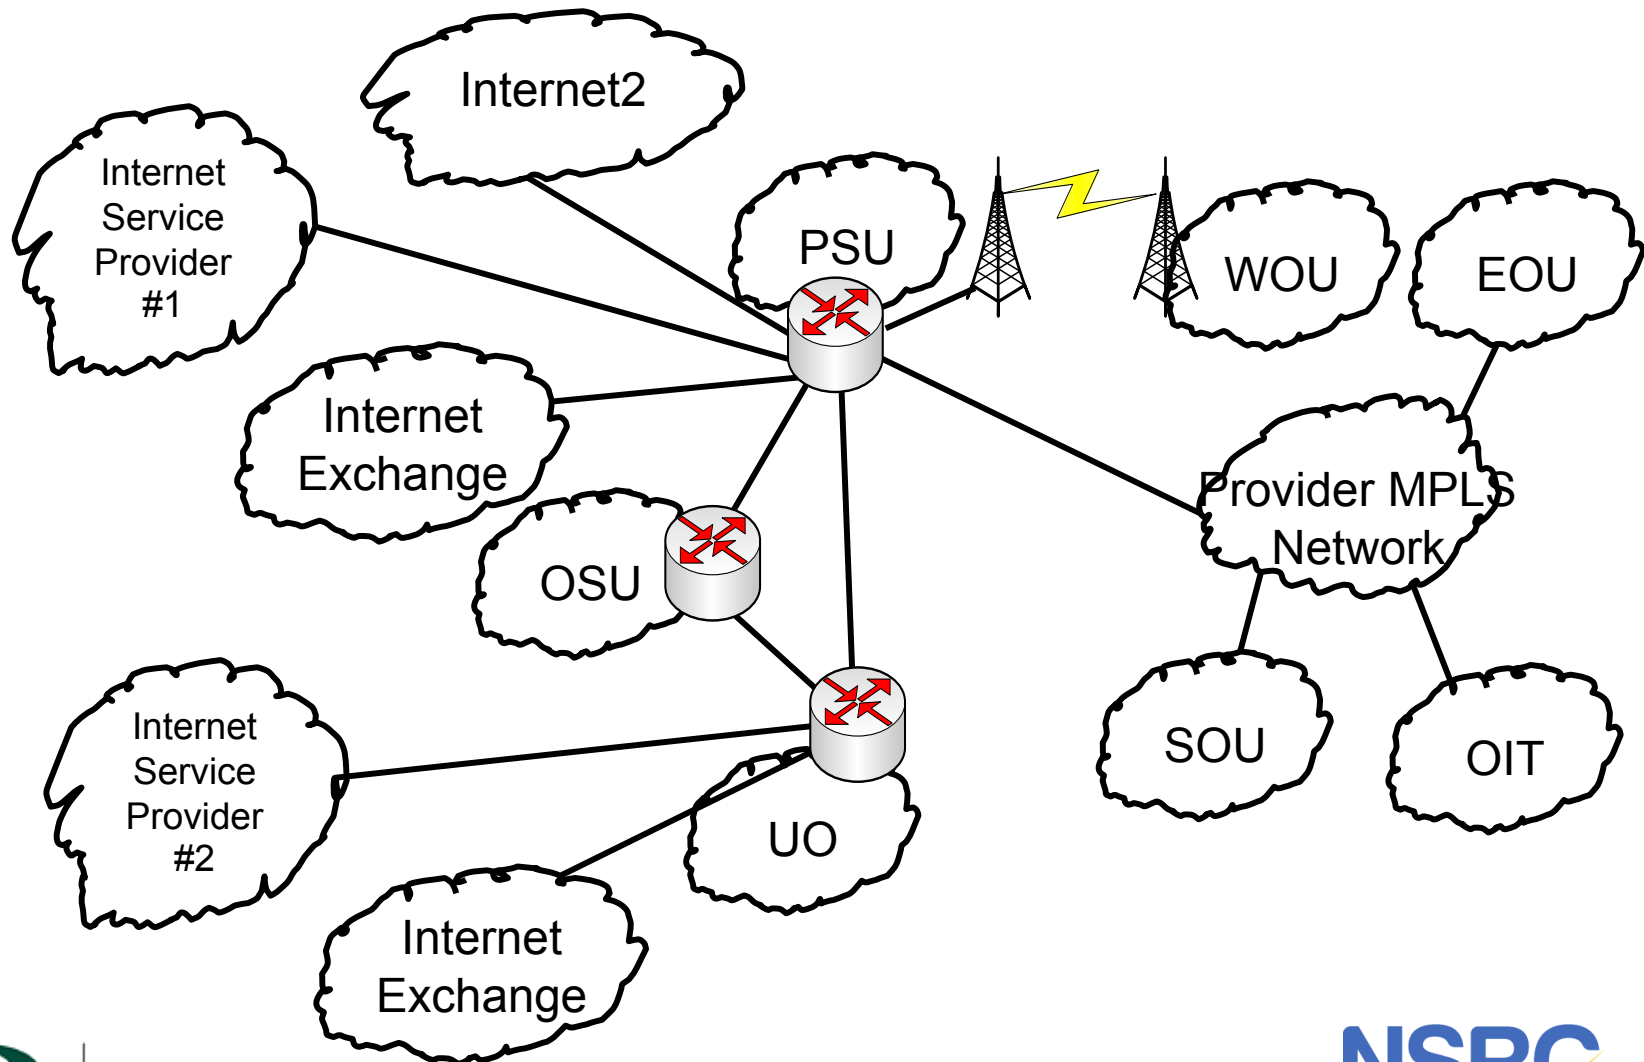 Internet2
Internet
Service
Provider
#1
PSU
WOU
EOU
Internet
Exchange
Provider MPLS
Network
OSU
Internet
Service
Provider
#2
SOU
OIT
UO
Internet
Exchange
NSRC